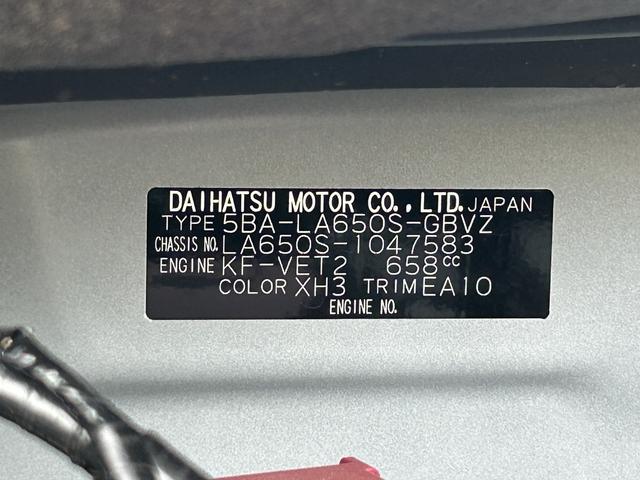 DAIHATSU MOTOR CO., LTD. JAPAN
TYPE 5BA-LA650S-GBVZ
CHASSIS NO. LA650S-1047583
ENGINE KF-VET2 658cc
COLOR XH3 TRIM EA10
ENGINE NO.